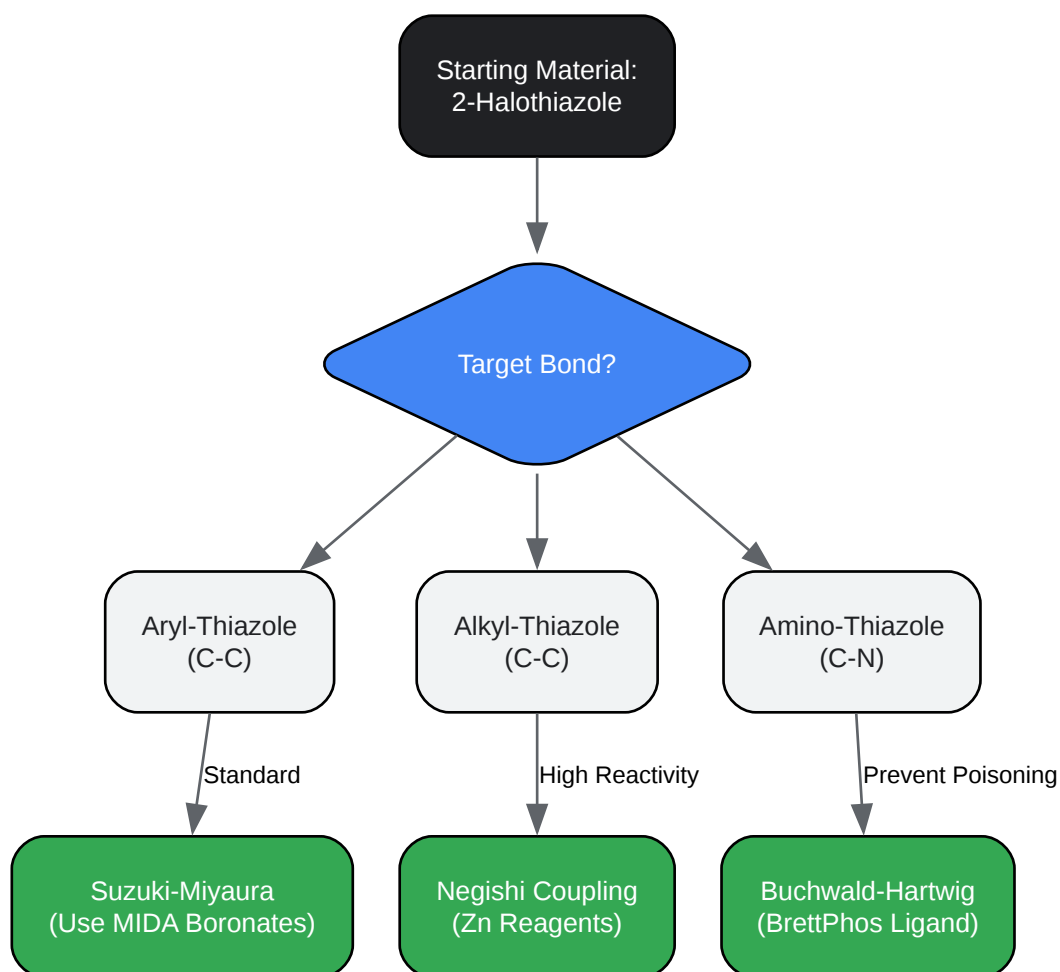 Starting Material:
2-Halothiazole
Target Bond?
Aryl-Thiazole
(C-C)
Alkyl-Thiazole
(C-C)
Amino-Thiazole
(C-N)
Standard
High Reactivity
Prevent Poisoning
Suzuki-Miyaura
(Use MIDA Boronates)
Negishi Coupling
(Zn Reagents)
Buchwald-Hartwig
(BrettPhos Ligand)